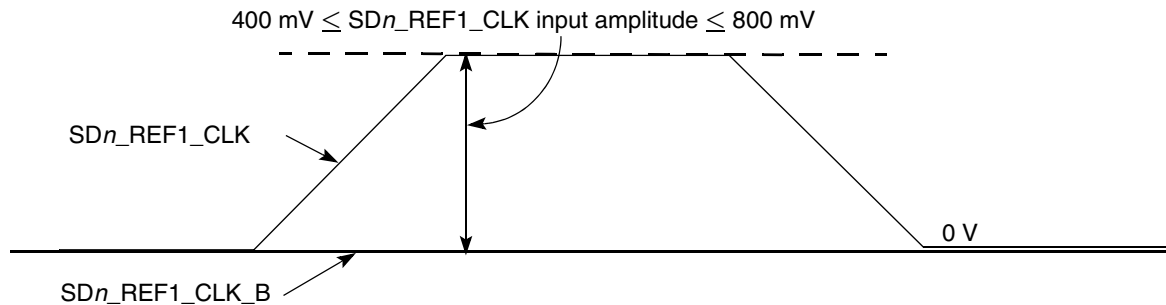 400 mV ≤ SDn_REF1_CLK input amplitude ≤ 800 mV
SDn_REF1_CLK
0 V
SDn_REF1_CLK_B